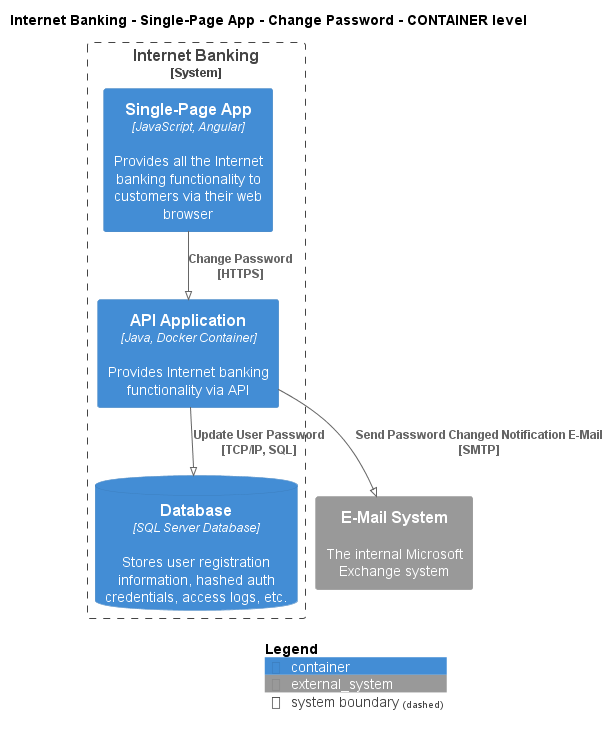 Internet Banking - Single-Page App - Change Password - CONTAINER level
Internet Banking
[System]
Single-Page App
[JavaScript, Angular]
Provides all the Internet
banking functionality to
customers via their web
browser
Change Password
[HTTPS]
API Application
[Java, Docker Container]
Provides Internet banking
functionality via API
Update User Password
[TCP/IP, SQL]
Send Password Changed Notification E-Mail
[SMTP]
Database
[SQL Server Database]
Stores user registration
information, hashed auth
credentials, access logs, etc.
E-Mail System
The internal Microsoft
Exchange system
Legend
container
external_system
system boundary (dashed)